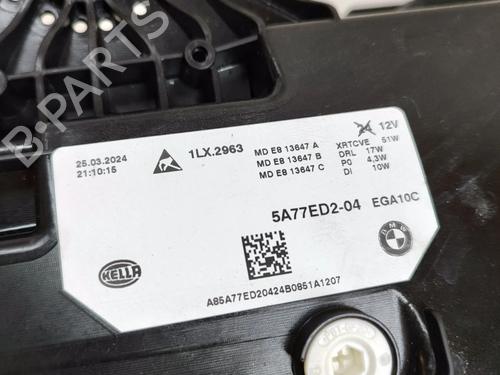 B-PARTS
25.03.2024
21:10:15
1LX.2963
MD E8 13647 A
MD E8 13647 B
MD E8 13647 C
12V
XRTCVE 51W
DRL 17W
PO 4,3W
DI 10W
5A77ED2-04 EGA10C
HELLA
BMW
A85A77ED20424B0851A1207